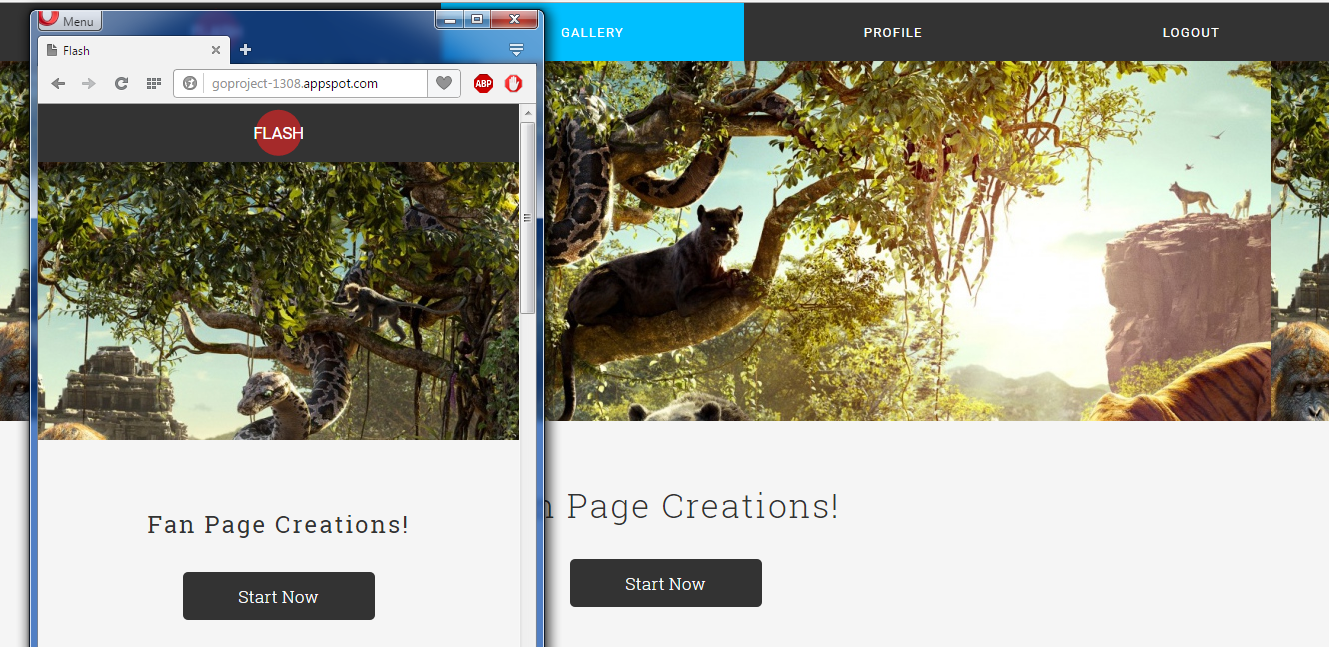 Menu
Flash
goproject-1308.appspot.com
ABP
FLASH
Fan Page Creations!
Start Now
GALLERY
PROFILE
LOGOUT
n Page Creations!
Start Now